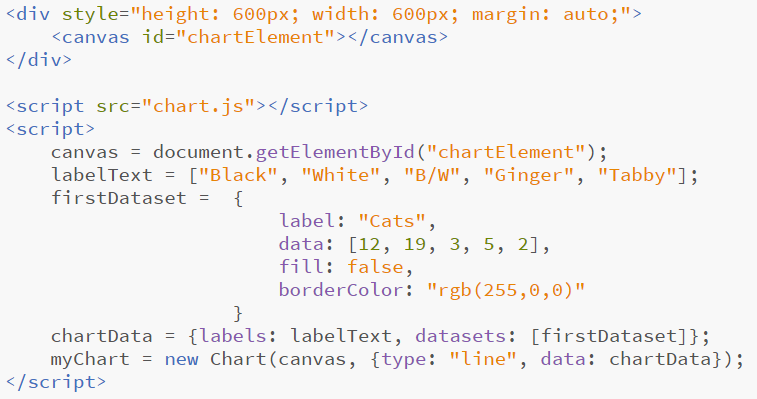 <div style="height: 600px; width: 600px; margin: auto;">
    <canvas id="chartElement"></canvas>
</div>

<script src="chart.js"></script>
<script>
    canvas = document.getElementById("chartElement");
    labelText = ["Black", "White", "B/W", "Ginger", "Tabby"];
    firstDataset =  {
                        label: "Cats",
                        data: [12, 19, 3, 5, 2],
                        fill: false,
                        borderColor: "rgb(255,0,0)"
                    }
    chartData = {labels: labelText, datasets: [firstDataset]};
    myChart = new Chart(canvas, {type: "line", data: chartData});
</script>